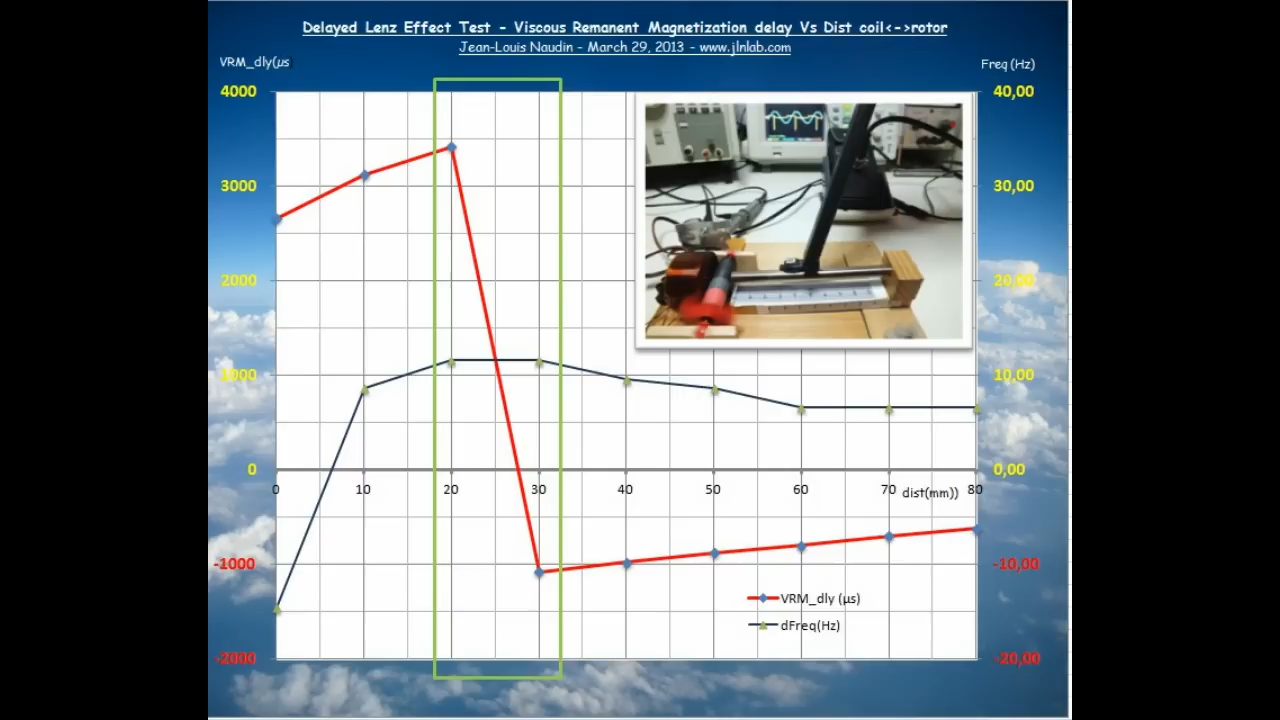 Delayed Lenz Effect Test - Viscous Remanent Magnetization delay Vs Dist coil<->rotor
Jean-Louis Naudin - March 29, 2013 - www.jlnlab.com
VRM_dly(µs
Freq (Hz)
4000
40,00
3000
30,00
2000
20,00
1000
10,00
0
0,00
0 10 20 30 40 50 60 70 dist(mm)) 80
-1000
-10,00
VRM_dly (µs)
dFreq(Hz)
-2000
-20,00